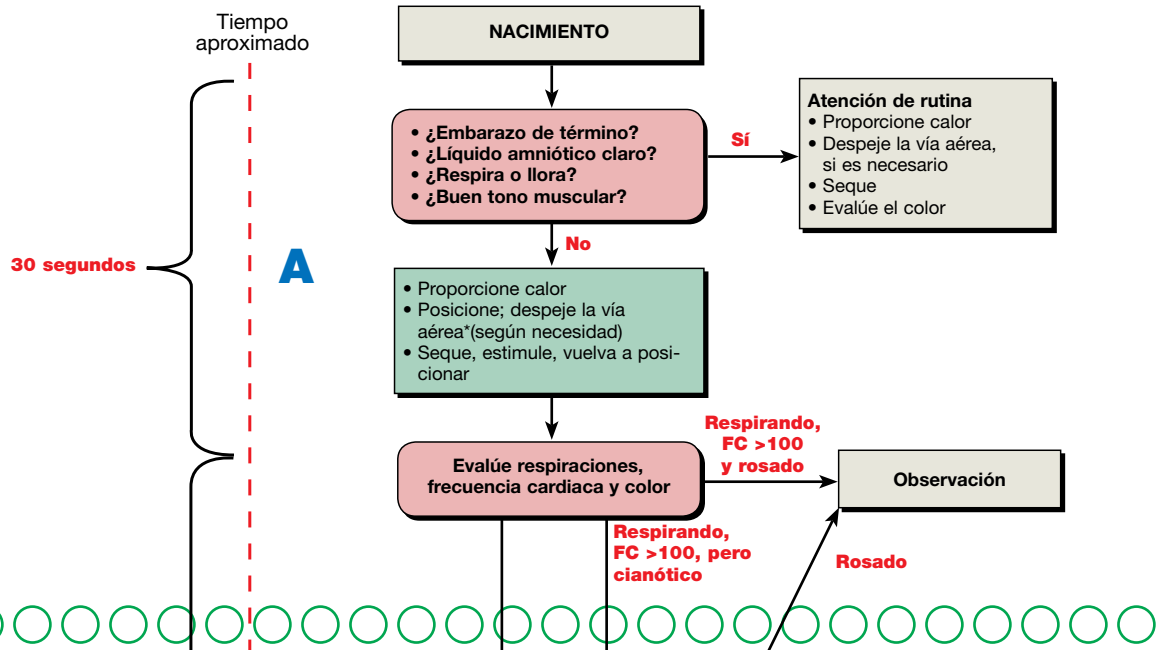 Tiempo
aproximado
NACIMIENTO
• ¿Embarazo de término?
• ¿Líquido amniótico claro?
• ¿Respira o llora?
• ¿Buen tono muscular?
Sí
Atención de rutina
• Proporcione calor
• Despeje la vía aérea,
si es necesario
• Seque
• Evalúe el color
No
30 segundos
A
• Proporcione calor
• Posicione; despeje la vía
aérea*(según necesidad)
• Seque, estimule, vuelva a posi-
cionar
Respirando,
FC >100
y rosado
Evalúe respiraciones,
frecuencia cardiaca y color
Observación
Respirando,
FC >100, pero
cianótico
Rosado